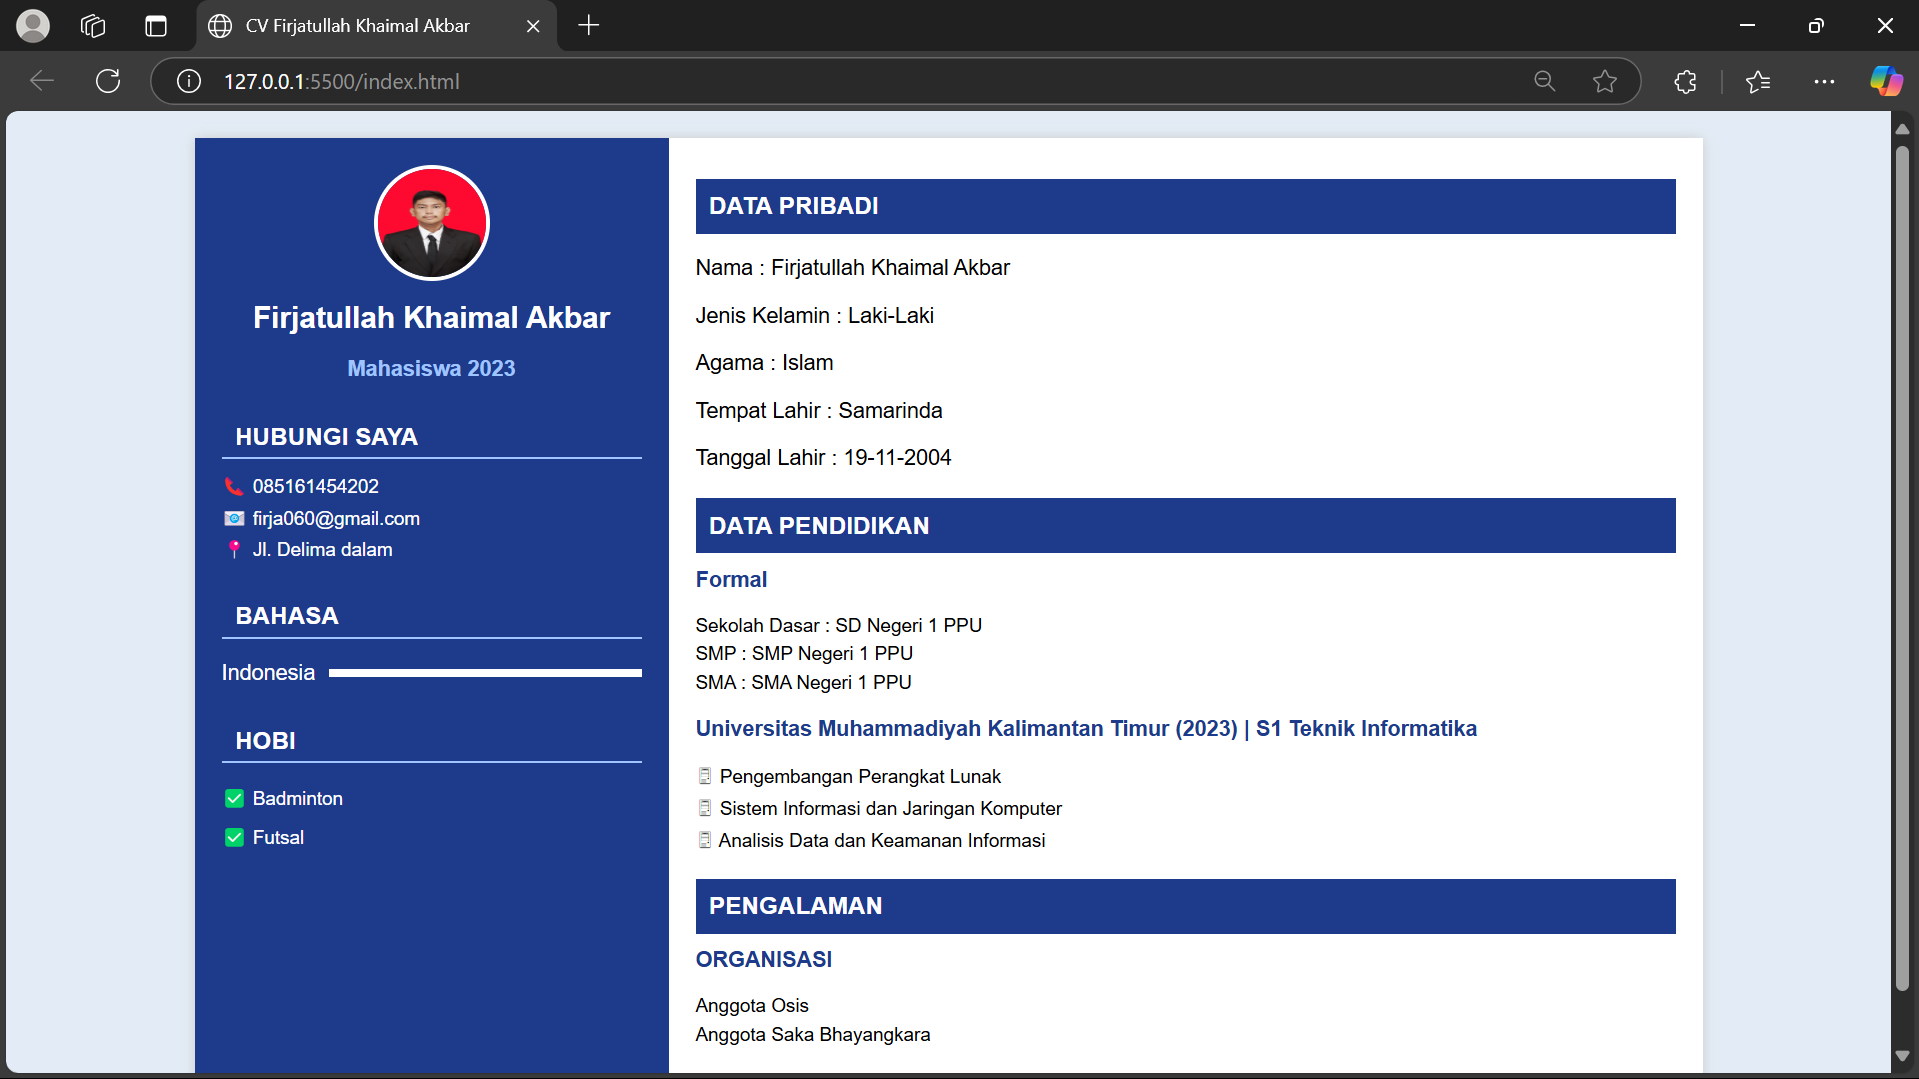 CV Firjatullah Khaimal Akbar
127.0.0.1:5500/index.html
Firjatullah Khaimal Akbar
Mahasiswa 2023
HUBUNGI SAYA
085161454202
firja060@gmail.com
Jl. Delima dalam
BAHASA
Indonesia
HOBI
Badminton
Futsal
DATA PRIBADI
Nama : Firjatullah Khaimal Akbar
Jenis Kelamin : Laki-Laki
Agama : Islam
Tempat Lahir : Samarinda
Tanggal Lahir : 19-11-2004
DATA PENDIDIKAN
Formal
Sekolah Dasar : SD Negeri 1 PPU
SMP : SMP Negeri 1 PPU
SMA : SMA Negeri 1 PPU
Universitas Muhammadiyah Kalimantan Timur (2023) | S1 Teknik Informatika
Pengembangan Perangkat Lunak
Sistem Informasi dan Jaringan Komputer
Analisis Data dan Keamanan Informasi
PENGALAMAN
ORGANISASI
Anggota Osis
Anggota Saka Bhayangkara